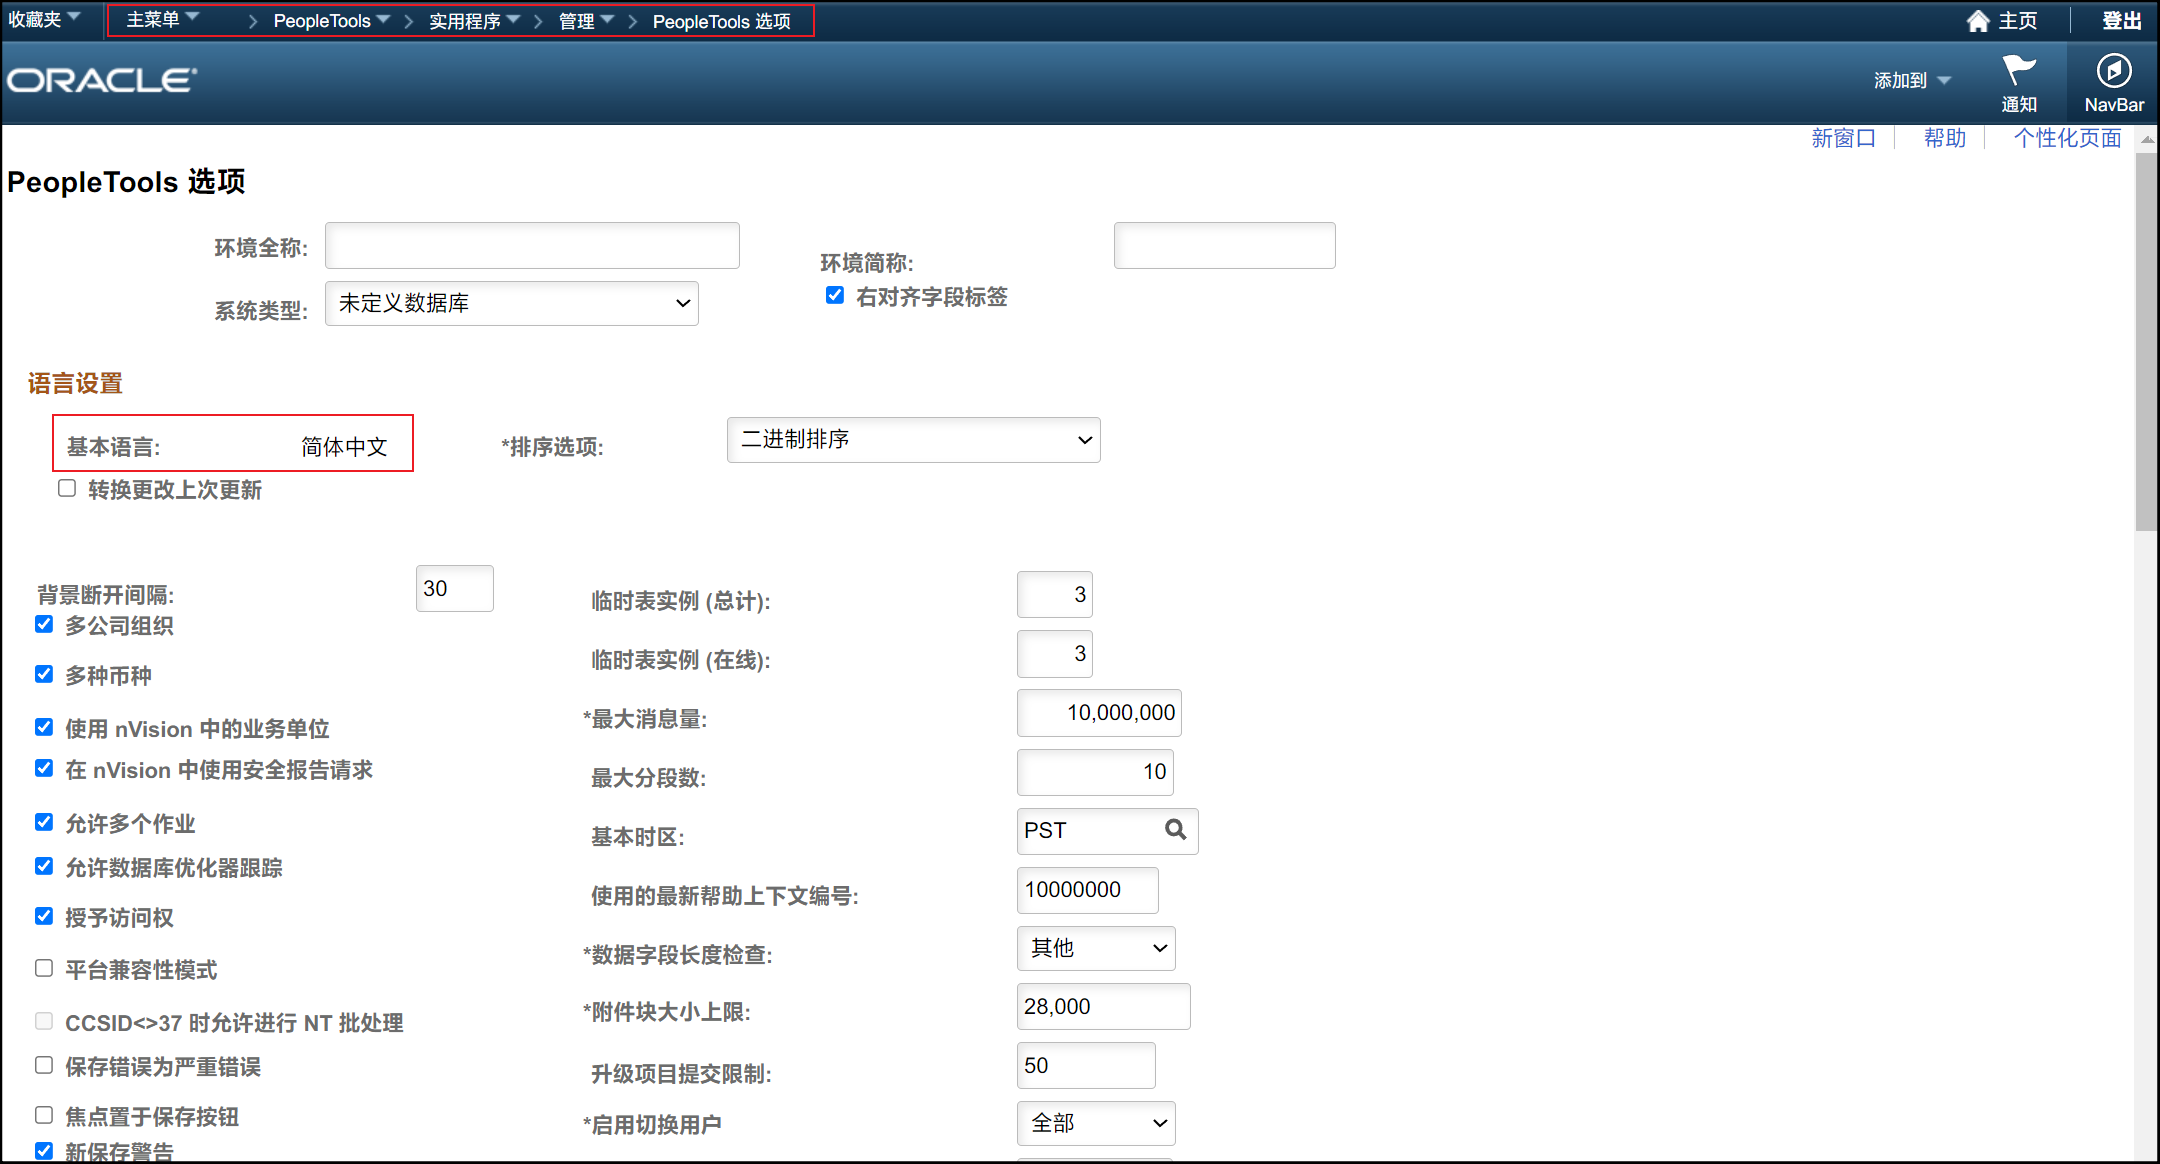 收藏夹 主菜单 PeopleTools 实用程序 管理 PeopleTools 选项 主页 登出
ORACLE 添加到 通知 NavBar
新窗口 帮助 个性化页面
PeopleTools 选项
环境全称: 环境简称:
系统类型: 未定义数据库 右对齐字段标签
语言设置
基本语言: 简体中文 *排序选项: 二进制排序
转换更改上次更新
背景断开间隔: 30 临时表实例 (总计): 3
多公司组织
临时表实例 (在线): 3
多种币种
*最大消息量: 10,000,000
使用 nVision 中的业务单位
在 nVision 中使用安全报告请求 最大分段数: 10
允许多个作业 基本时区: PST
允许数据库优化器跟踪
使用的最新帮助上下文编号: 10000000
授予访问权
*数据字段长度检查: 其他
平台兼容性模式
*附件块大小上限: 28,000
CCSID<>37 时允许进行 NT 批处理
保存错误为严重错误 升级项目提交限制: 50
焦点置于保存按钮 *启用切换用户 全部
新保存警告